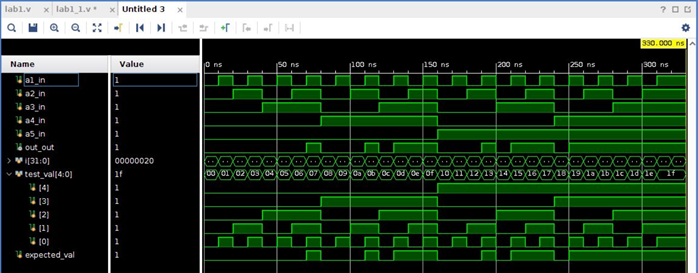 lab1.v × lab1_1.v * × Untitled 3 ×
330.000 ns
Name Value 0 ns 50 ns 100 ns 150 ns 200 ns 250 ns 300 ns
a1_in 1
a2_in 1
a3_in 1
a4_in 1
a5_in 1
out_out 1
i[31:0] 00000020
test_val[4:0] 1f 00 01 02 03 04 05 06 07 08 09 0a 0b 0c 0d 0e 0f 10 11 12 13 14 15 16 17 18 19 1a 1b 1c 1d 1e 1f
[4] 1
[3] 1
[2] 1
[1] 1
[0] 1
expected_val 1